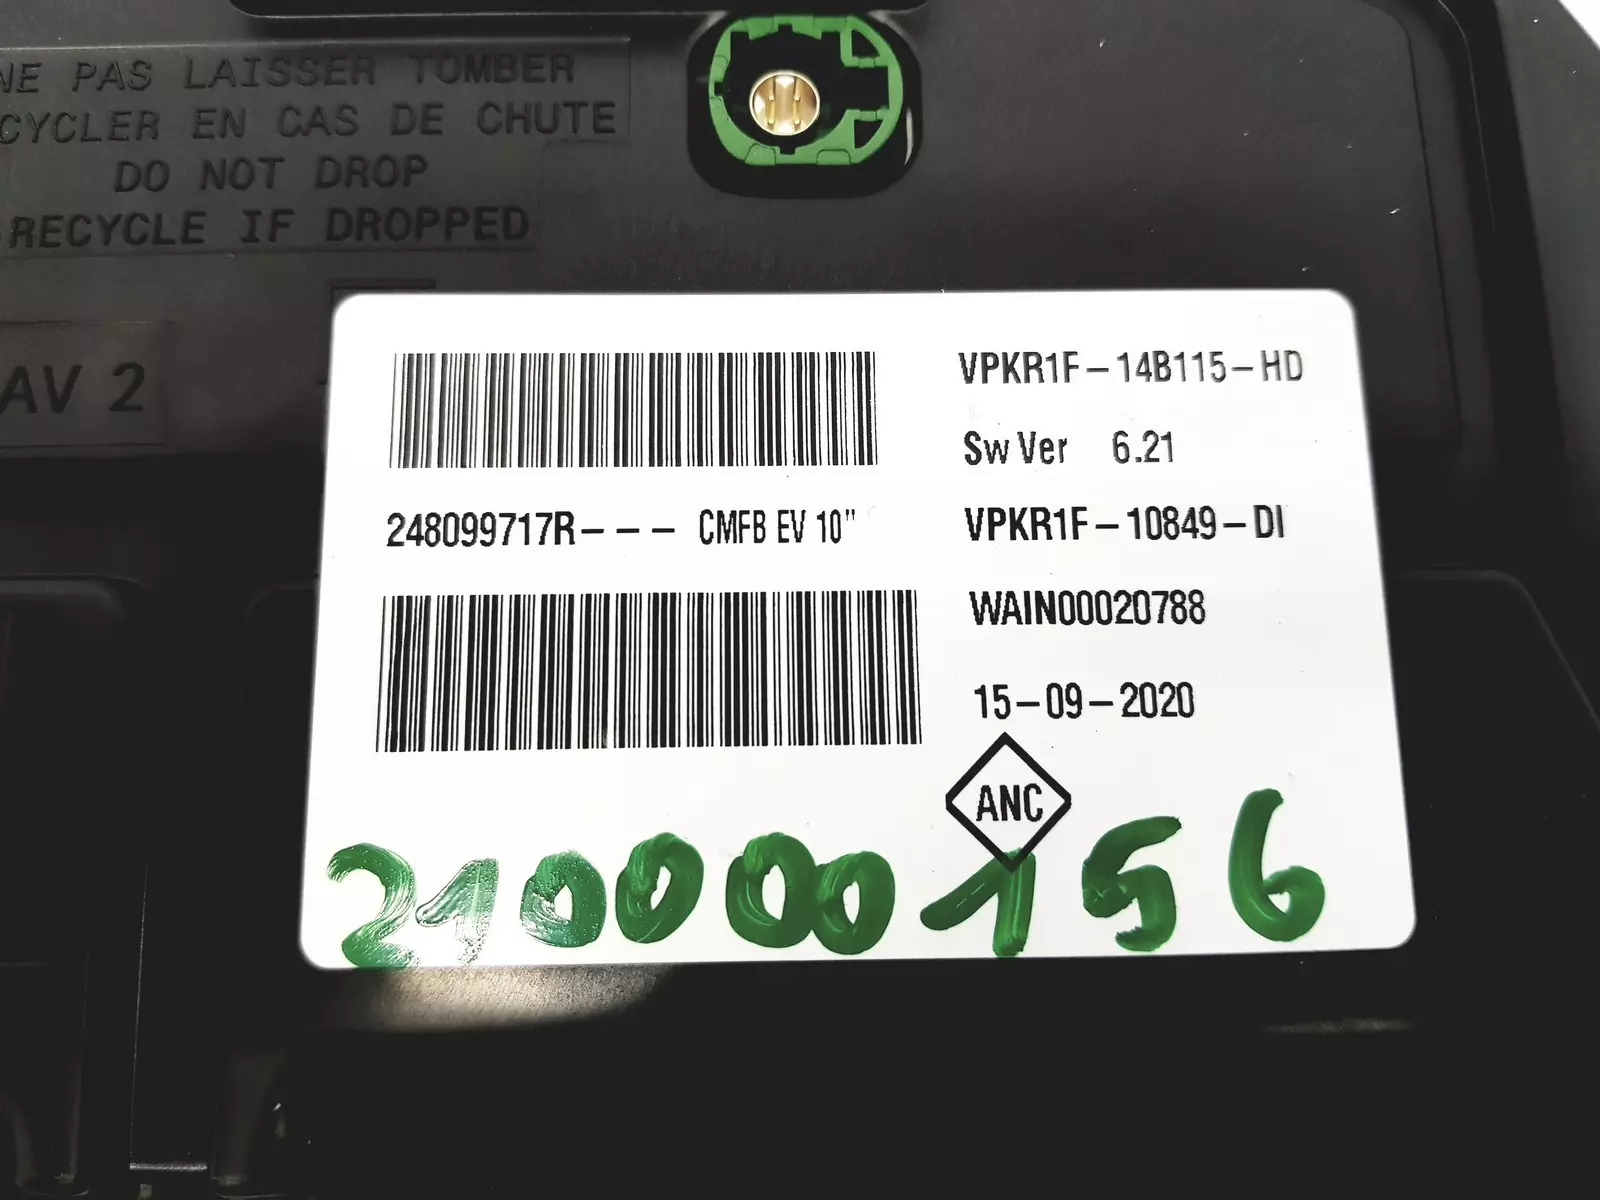 NE PAS LAISSER TOMBER
CYCLER EN CAS DE CHUTE
DO NOT DROP
RECYCLE IF DROPPED
AV 2
VPKR1F-14B115-HD
Sw Ver 6.21
248099717R--- CMFB EV 10"
VPKR1F-10849-DI
WAIN00020788
15-09-2020
ANC
210000156